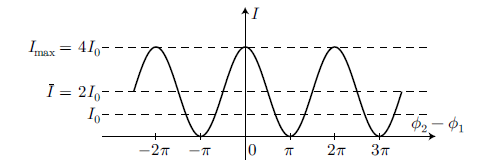 I
I_max = 4I_0
Ī = 2I_0
I_0
ϕ_2 − ϕ_1
−2π −π 0 π 2π 3π